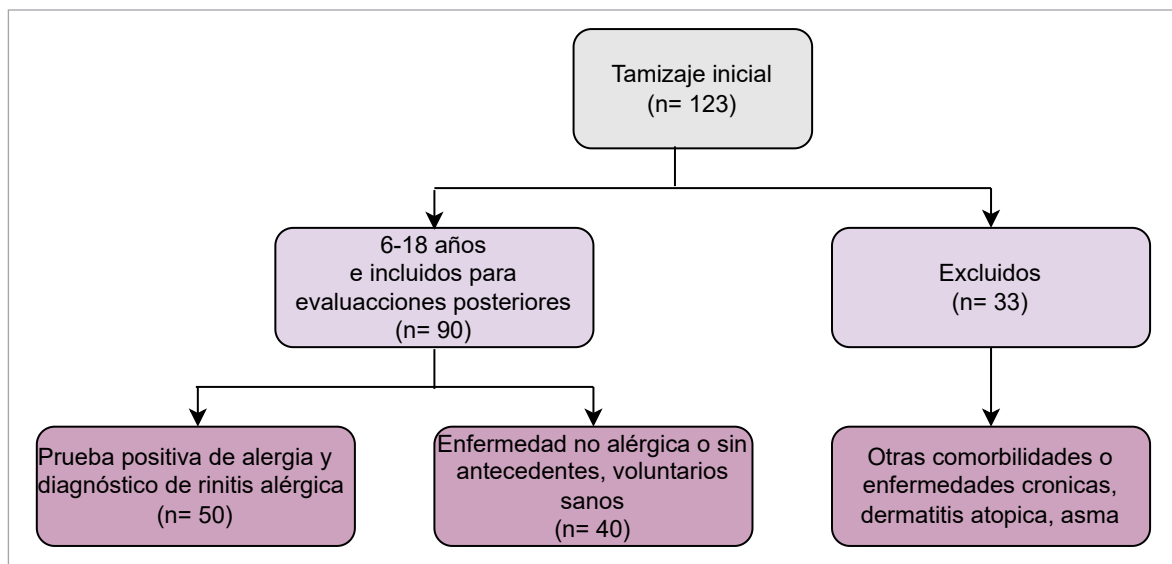 Tamizaje inicial
(n= 123)
6-18 años
e incluidos para
evaluacciones posteriores
(n= 90)
Excluidos
(n= 33)
Prueba positiva de alergia y
diagnóstico de rinitis alérgica
(n= 50)
Enfermedad no alérgica o sin
antecedentes, voluntarios
sanos
(n= 40)
Otras comorbilidades o
enfermedades cronicas,
dermatitis atopica, asma